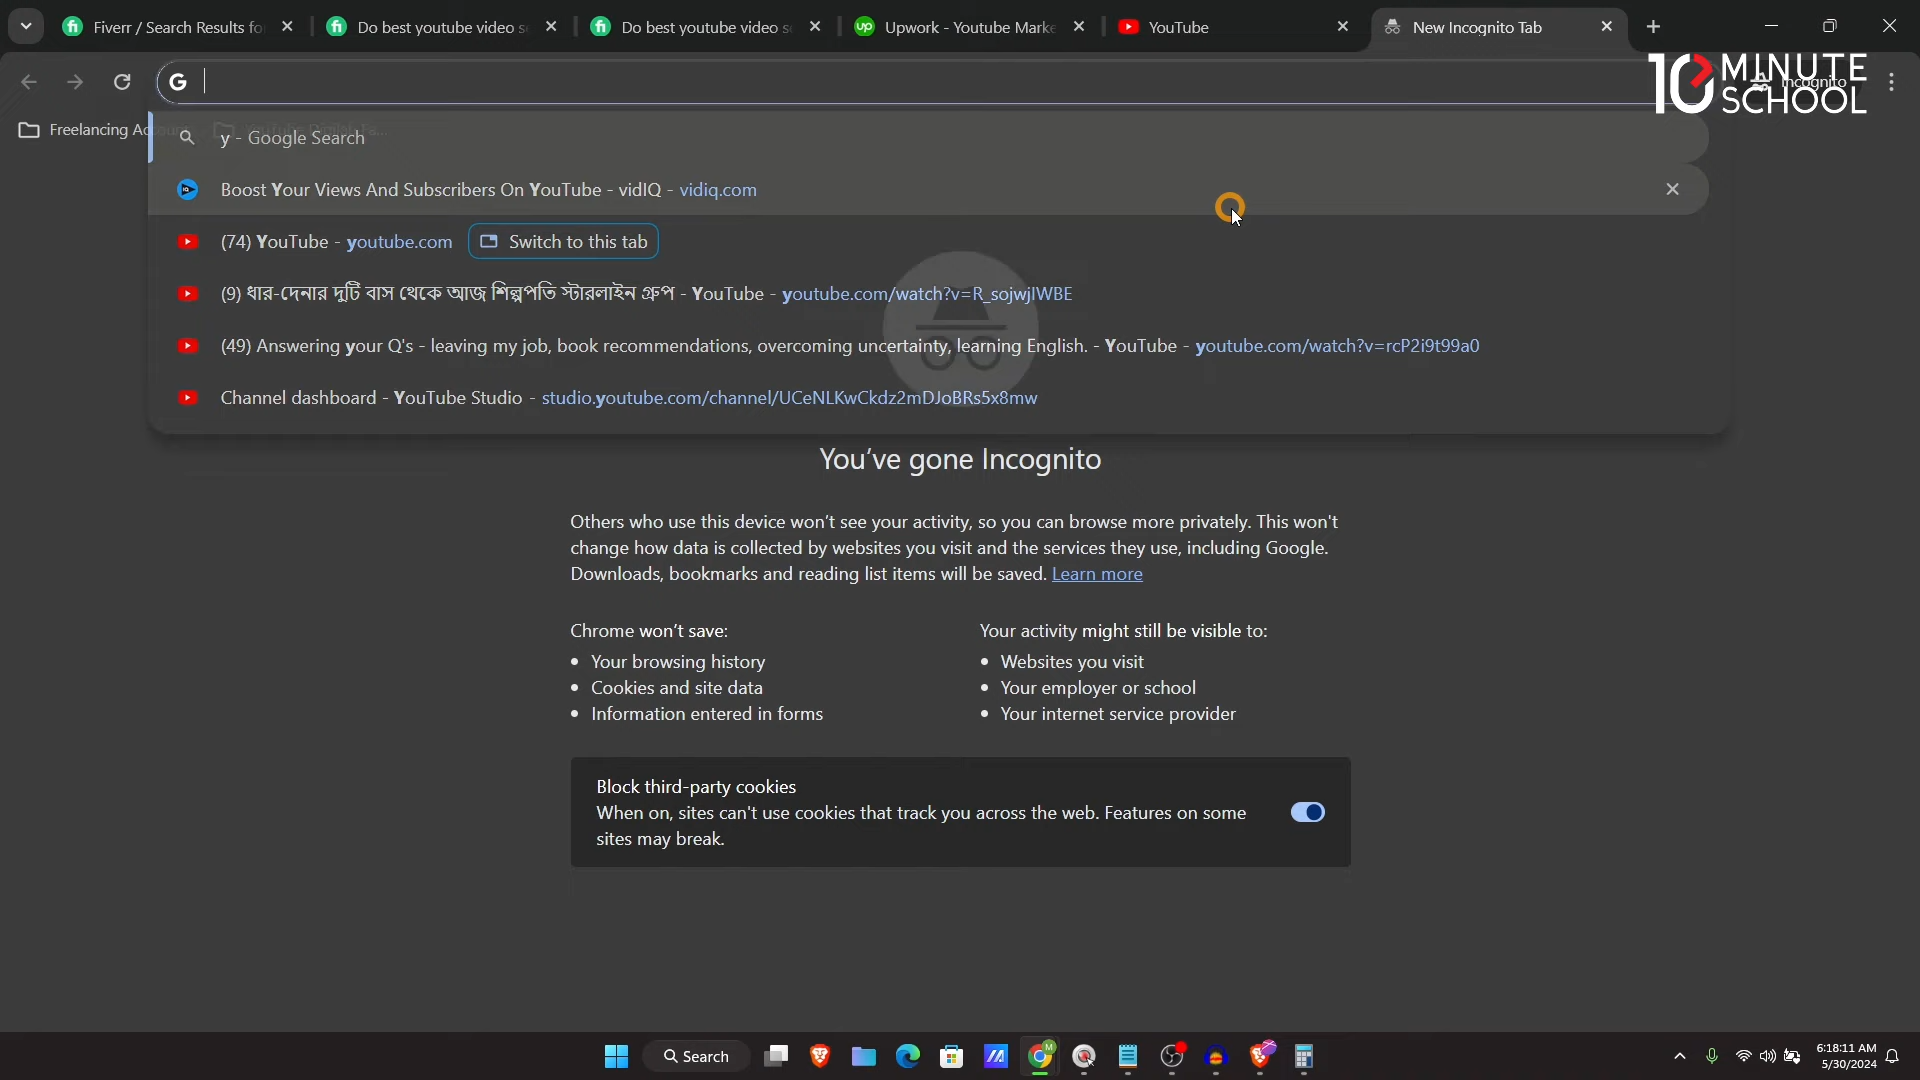 Fiverr / Search Results fo
Do best youtube video s
Do best youtube video s
Upwork - Youtube Marke
YouTube
New Incognito Tab
10 MINUTE SCHOOL
Incognito
Freelancing Ac
y - Google Search
Boost Your Views And Subscribers On YouTube - vidIQ - vidiq.com
(74) YouTube - youtube.com Switch to this tab
(9) ধার-দেনার দুটি বাস থেকে আজ শিল্পপতি স্টারলাইন গ্রুপ - YouTube - youtube.com/watch?v=R_sojwjIWBE
(49) Answering your Q's - leaving my job, book recommendations, overcoming uncertainty, learning English. - YouTube - youtube.com/watch?v=rcP2i9t99a0
Channel dashboard - YouTube Studio - studio.youtube.com/channel/UCeNLKwCkdz2mDJoBRs5x8mw
You've gone Incognito
Others who use this device won't see your activity, so you can browse more privately. This won't
change how data is collected by websites you visit and the services they use, including Google.
Downloads, bookmarks and reading list items will be saved. Learn more
Chrome won't save:
Your browsing history
Cookies and site data
Information entered in forms
Your activity might still be visible to:
Websites you visit
Your employer or school
Your internet service provider
Block third-party cookies
When on, sites can't use cookies that track you across the web. Features on some
sites may break.
Search
6:18:11 AM
5/30/2024